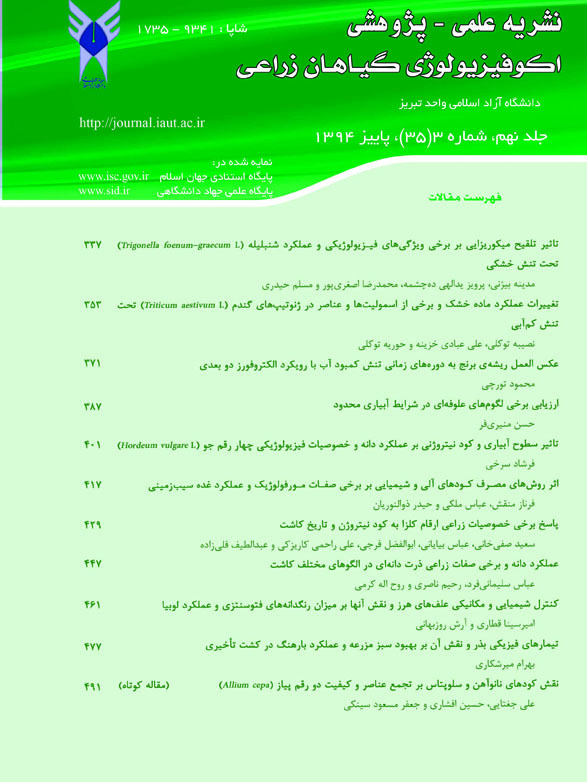 نشریه علمی - پژوهشی
شاپا : ۹۳۴۱ - ۱۷۳۵
اکوفیزیولوژی گیاهان زراعی
دانشگاه آزاد اسلامی واحد تبریز
http://journal.iaut.ac.ir
جلد نهم، شماره ۳(۳۵)، پاییز ۱۳۹۴
نمایه شده در:
پایگاه استنادی جهان اسلام www.isc.gov.ir
پایگاه علمی جهاد دانشگاهی www.sid.ir
فهرست مقالات
تاثیر تلقیح میکوریزایی بر برخی ویژگی‌های فیـزیولوژیکی و عملکرد شنبلیله (Trigonella foenum-graecum L) ۳۳۷
تحت تنش خشکی
مدینه بیژنی، پرویز یدالهی ده‌چشمه، محمدرضا اصغری‌پور و مسلم حیدری
تغییرات عملکرد ماده خشک و برخی از اسمولیت‌ها و عناصر در ژنوتیپ‌های گندم (Triticum aestivum L) تحت ۳۵۳
تنش کم‌آبی
نصیبه توکلی، علی عبادی خزینه و حوریه توکلی
عکس العمل ریشه‌ی برنج به دوره‌های زمانی تنش کمبود آب با رویکرد الکتروفورز دو بعدی ۳۷۱
محمود تورچی
ارزیابی برخی لگوم‌های علوفه‌ای در شرایط آبیاری محدود ۳۸۷
حسن منیری‌فر
تاثیر سطوح آبیاری و کود نیتروژنی بر عملکرد دانه و خصوصیات فیزیولوژیکی چهار رقم جو (Hordeum vulgare L) ۴۰۱
فرشاد سرخی
اثر روش‌های مصـرف کـودهای آلی و شیمیایی بر برخی صفـات مـورفولوژیک و عملکرد غده سیب‌زمینی ۴۱۷
فرناز منقش، عباس ملکی و حیدر ذوالنوریان
پاسخ برخی خصوصیات زراعی ارقام کلزا به کود نیتروژن و تاریخ کاشت ۴۲۹
سعید صفی‌خانی، عباس بیابانی، ابوالفضل فرجی، علی راحمی کاریزکی و عبدالطیف قلی‌زاده
عملکرد دانه و برخی صفات زراعی ذرت دانه‌ای در الگوهای مختلف کاشت ۴۴۷
عباس سلیمانی‌فرد، رحیم ناصری و روح اله کرمی
کنترل شیمیایی و مکانیکی علف‌های هرز و نقش آنها بر میزان رنگدانه‌های فتوسنتزی و عملکرد لوبیا ۴۶۱
امیرسینا قطاری و آرش روزبهانی
تیمارهای فیزیکی بذر و نقش آن بر بهبود سبز مزرعه و عملکرد بارهنگ در کشت تأخیری ۴۷۷
بهرام میرشکاری
نقش کودهای نانوآهن و سلوپتاس بر تجمع عناصر و کیفیت دو رقم پیاز (Allium cepa) (مقاله کوتاه) ۴۹۱
علی جغتایی، حسین افشاری و جعفر مسعود سینکی